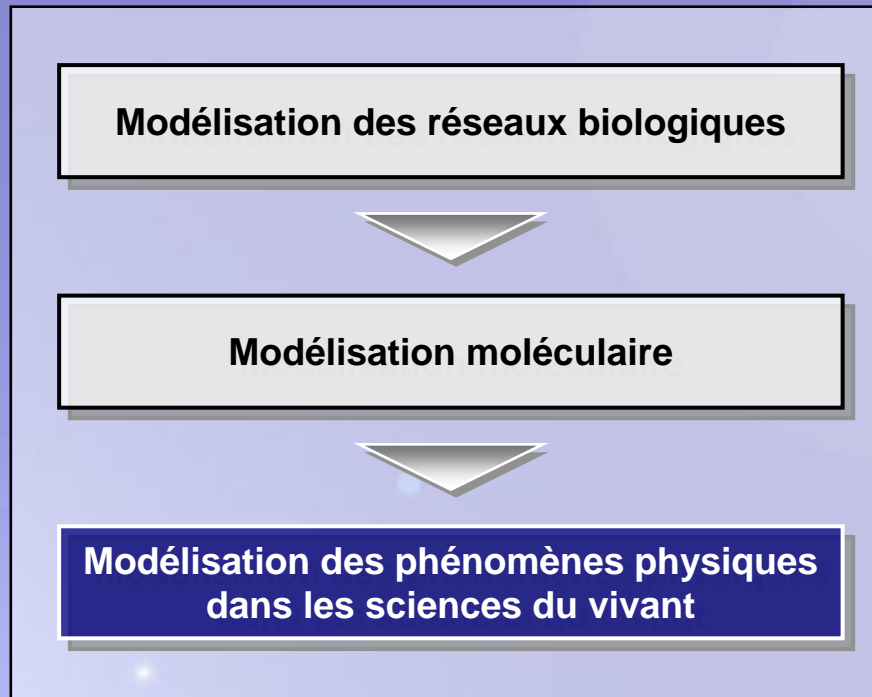 Modélisation des réseaux biologiques
Modélisation moléculaire
Modélisation des phénomènes physiques
dans les sciences du vivant